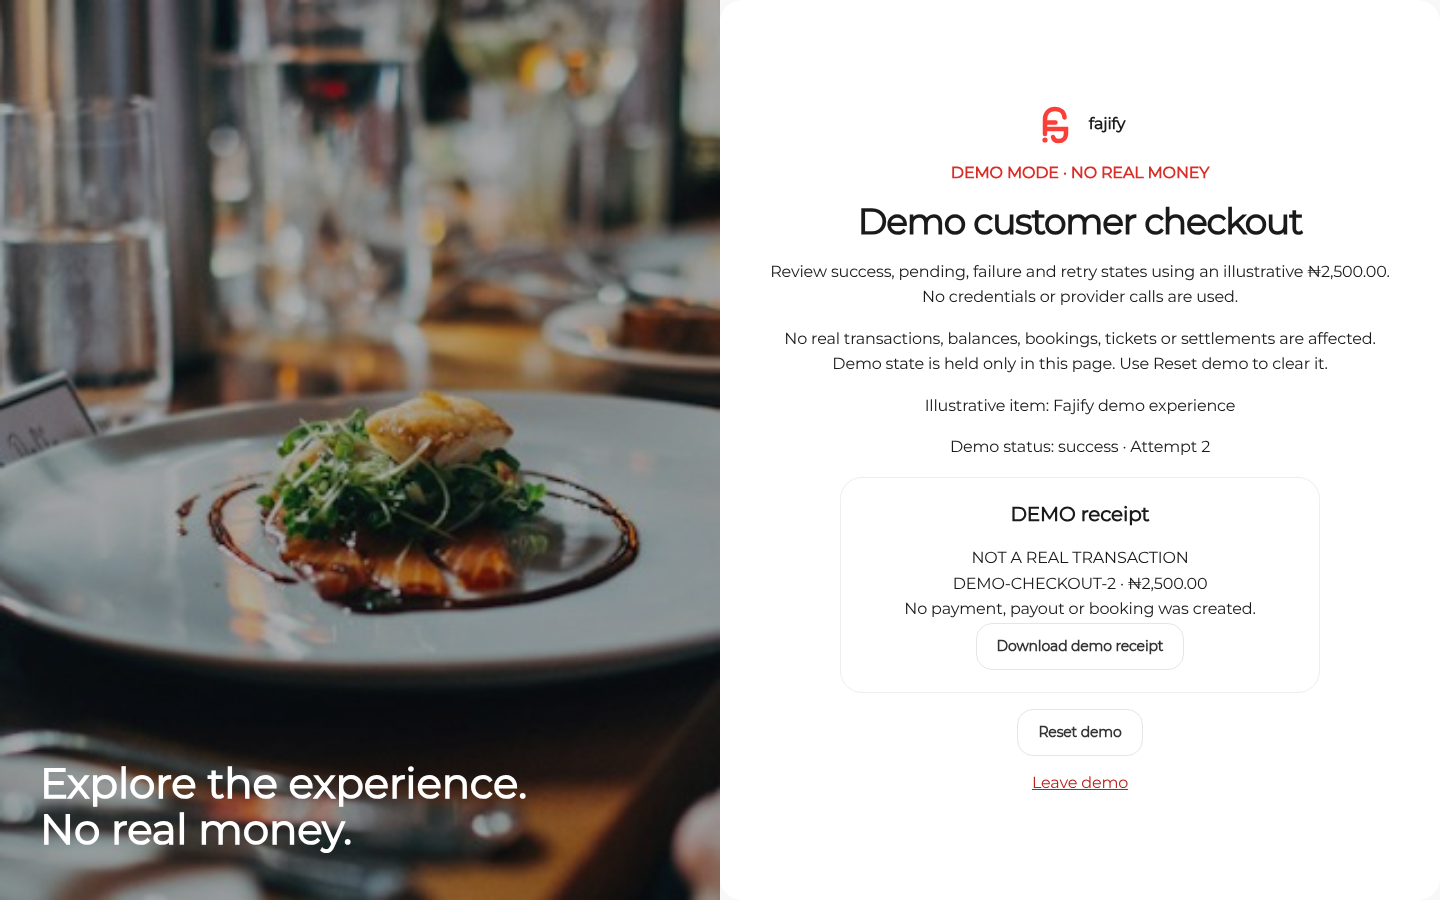 fajify
DEMO MODE · NO REAL MONEY
Demo customer checkout
Review success, pending, failure and retry states using an illustrative ₦2,500.00.
No credentials or provider calls are used.
No real transactions, balances, bookings, tickets or settlements are affected.
Demo state is held only in this page. Use Reset demo to clear it.
Illustrative item: Fajify demo experience
Demo status: success · Attempt 2
DEMO receipt
NOT A REAL TRANSACTION
DEMO-CHECKOUT-2 · ₦2,500.00
No payment, payout or booking was created.
Download demo receipt
Reset demo
Leave demo
Explore the experience.
No real money.